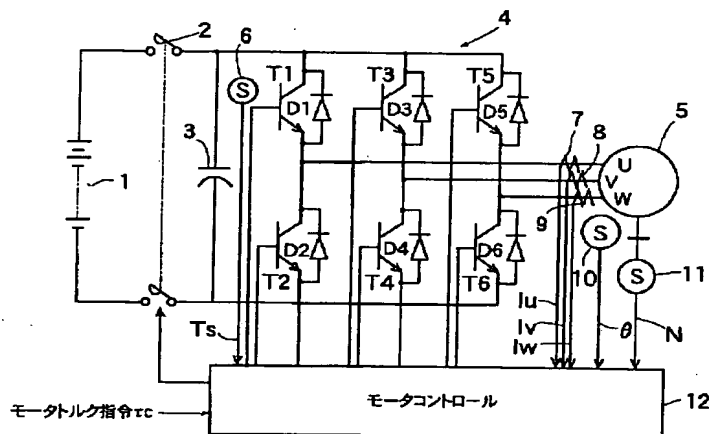 2
4
6
S
T1
T3
T5
D1
D3
D5
7
5
8
3
U
V
W
1
9
D2
D4
D6
S
10
S
11
T2
T4
T6
Iu
Ts
Iv
θ
N
Iw
12
モータトルク指令τc
モータコントロール